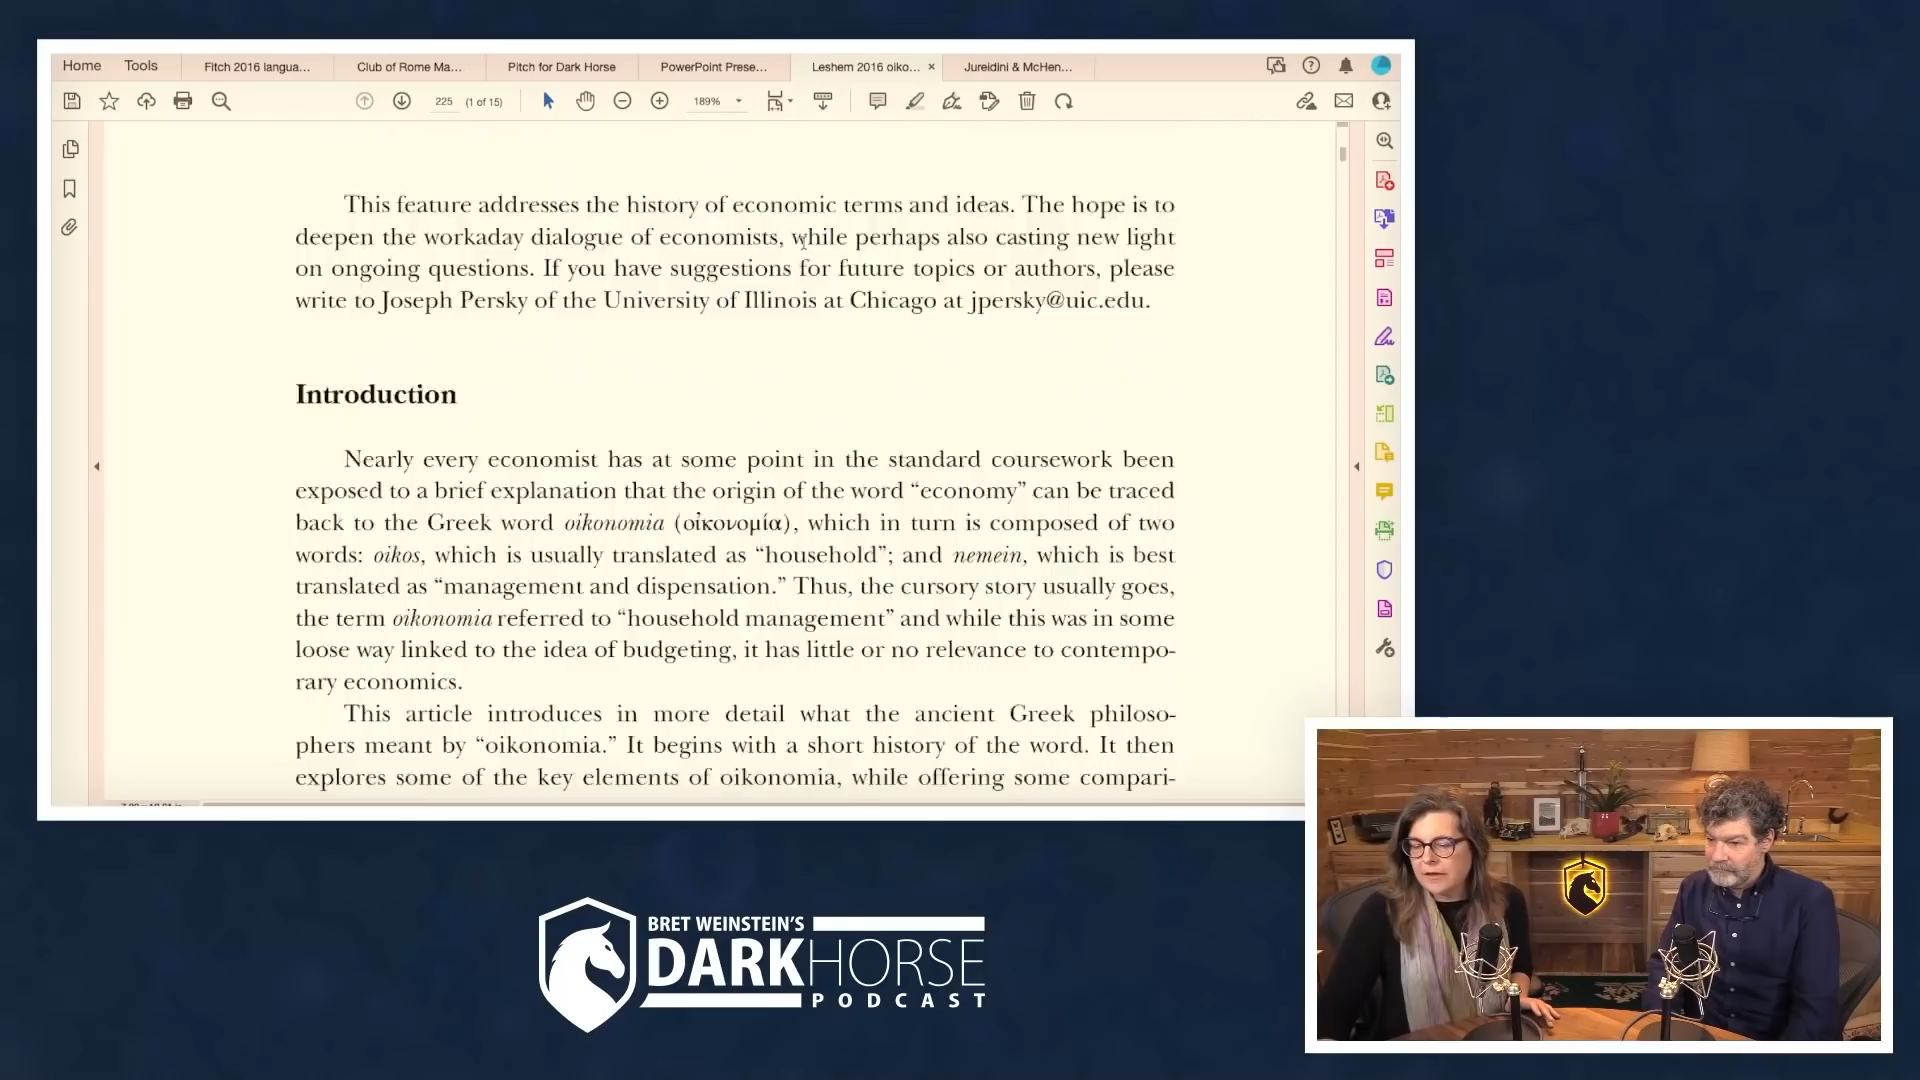 Home Tools Fitch 2016 langua... Club of Rome Ma... Pitch for Dark Horse PowerPoint Prese... Leshem 2016 oiko... × Jureidini & McHen...
225 (1 of 15) 189%
This feature addresses the history of economic terms and ideas. The hope is to
deepen the workaday dialogue of economists, while perhaps also casting new light
on ongoing questions. If you have suggestions for future topics or authors, please
write to Joseph Persky of the University of Illinois at Chicago at jpersky@uic.edu.
Introduction
Nearly every economist has at some point in the standard coursework been
exposed to a brief explanation that the origin of the word “economy” can be traced
back to the Greek word oikonomia (οἰκονομία), which in turn is composed of two
words: oikos, which is usually translated as “household”; and nemein, which is best
translated as “management and dispensation.” Thus, the cursory story usually goes,
the term oikonomia referred to “household management” and while this was in some
loose way linked to the idea of budgeting, it has little or no relevance to contempo-
rary economics.
This article introduces in more detail what the ancient Greek philoso-
phers meant by “oikonomia.” It begins with a short history of the word. It then
explores some of the key elements of oikonomia, while offering some compari-
BRET WEINSTEIN'S
DARKHORSE
PODCAST